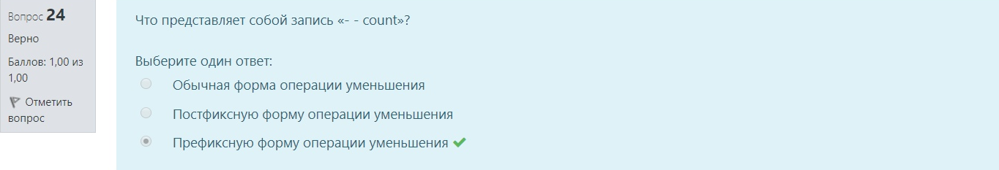 Вопрос 24
Верно
Баллов: 1,00 из
1,00
Отметить
вопрос
Что представляет собой запись «- - count»?
Выберите один ответ:
Обычная форма операции уменьшения
Постфиксную форму операции уменьшения
Префиксную форму операции уменьшения